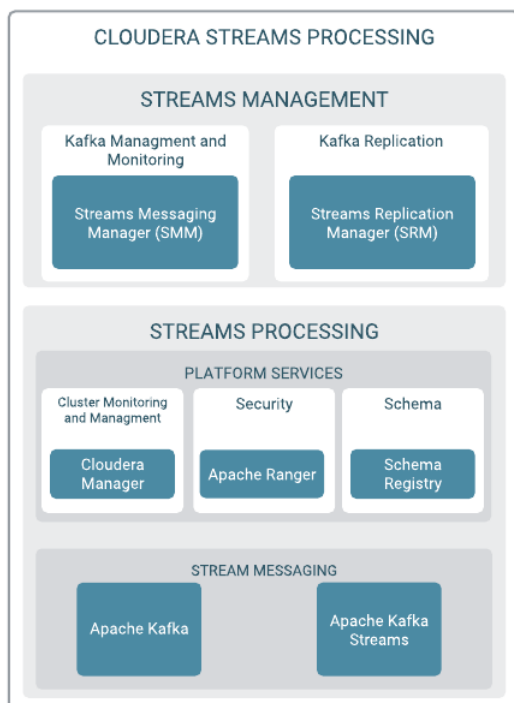 CLOUDERA STREAMS PROCESSING
STREAMS MANAGEMENT
Kafka Managment and
Monitoring
Streams Messaging
Manager (SMM)
Kafka Replication
Streams Replication
Manager (SRM)
STREAMS PROCESSING
PLATFORM SERVICES
Cluster Monitoring
and Managment
Cloudera
Manager
Security
Apache Ranger
Schema
Schema
Registry
STREAM MESSAGING
Apache Kafka
Apache Kafka
Streams